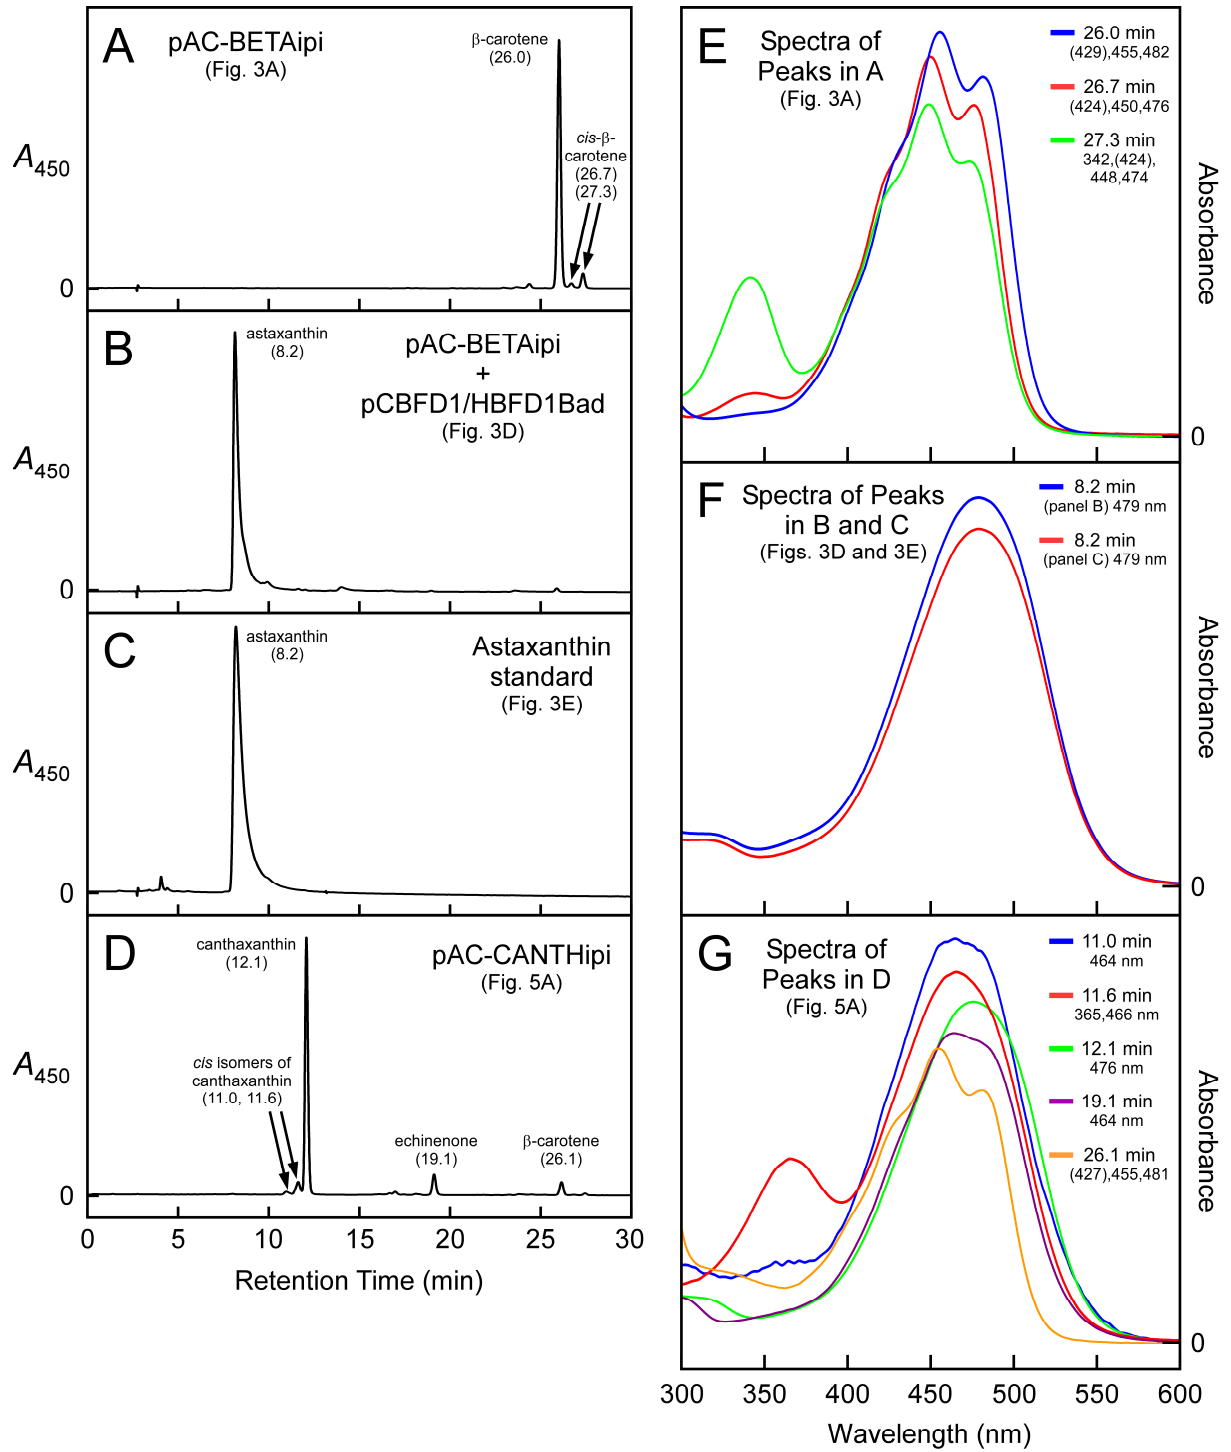 A
pAC-BETAipi
(Fig. 3A)
β-carotene
(26.0)
cis-β-
carotene
(26.7)
(27.3)
A450
0
B
astaxanthin
(8.2)
pAC-BETAipi
+
pCBFD1/HBFD1Bad
(Fig. 3D)
A450
0
C
astaxanthin
(8.2)
Astaxanthin
standard
(Fig. 3E)
A450
0
D
canthaxanthin
(12.1)
pAC-CANTHipi
(Fig. 5A)
cis isomers of
canthaxanthin
(11.0, 11.6)
echinenone
(19.1)
β-carotene
(26.1)
A450
0
0 5 10 15 20 25 30
Retention Time (min)
E
Spectra of
Peaks in A
(Fig. 3A)
26.0 min
(429),455,482
26.7 min
(424),450,476
27.3 min
342,(424),
448,474
Absorbance
0
F
Spectra of Peaks
in B and C
(Figs. 3D and 3E)
8.2 min
(panel B) 479 nm
8.2 min
(panel C) 479 nm
Absorbance
0
G
Spectra of
Peaks in D
(Fig. 5A)
11.0 min
464 nm
11.6 min
365,466 nm
12.1 min
476 nm
19.1 min
464 nm
26.1 min
(427),455,481
Absorbance
0
300 350 400 450 500 550 600
Wavelength (nm)